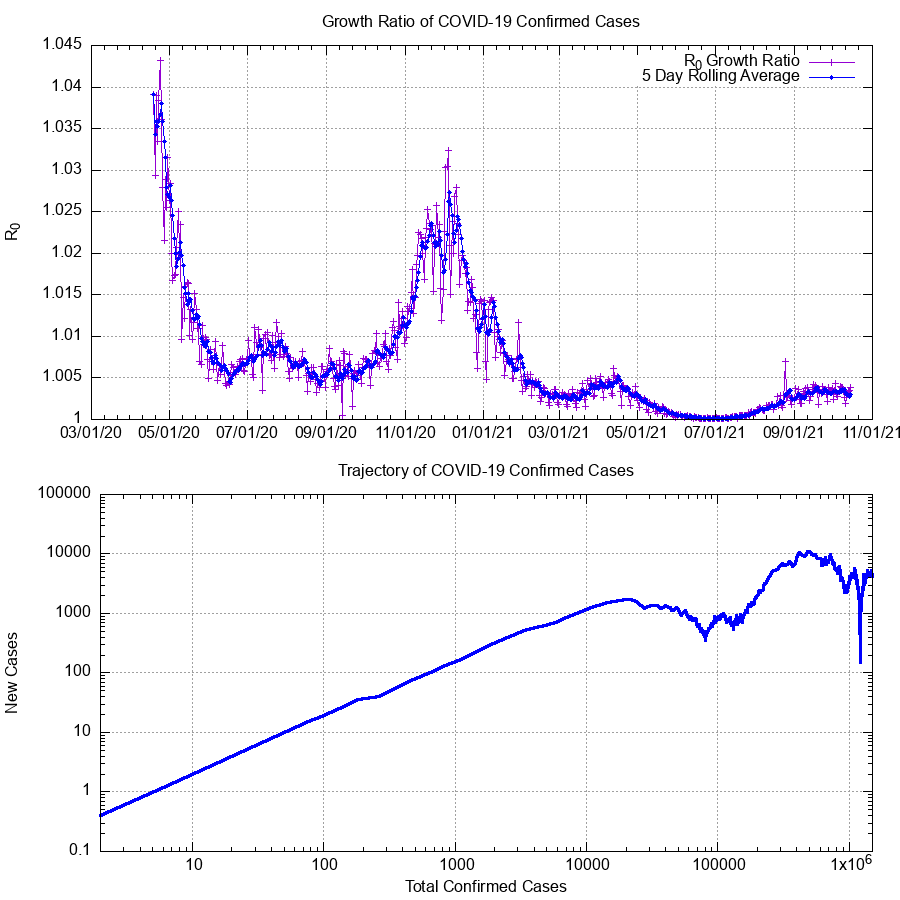 Growth Ratio of COVID-19 Confirmed Cases
R0 Growth Ratio
5 Day Rolling Average
1.045
1.04
1.035
1.03
1.025
1.02
1.015
1.01
1.005
1
R0
03/01/20 05/01/20 07/01/20 09/01/20 11/01/20 01/01/21 03/01/21 05/01/21 07/01/21 09/01/21 11/01/21
Trajectory of COVID-19 Confirmed Cases
100000
10000
1000
100
10
1
0.1
New Cases
10 100 1000 10000 100000 1x10⁶
Total Confirmed Cases